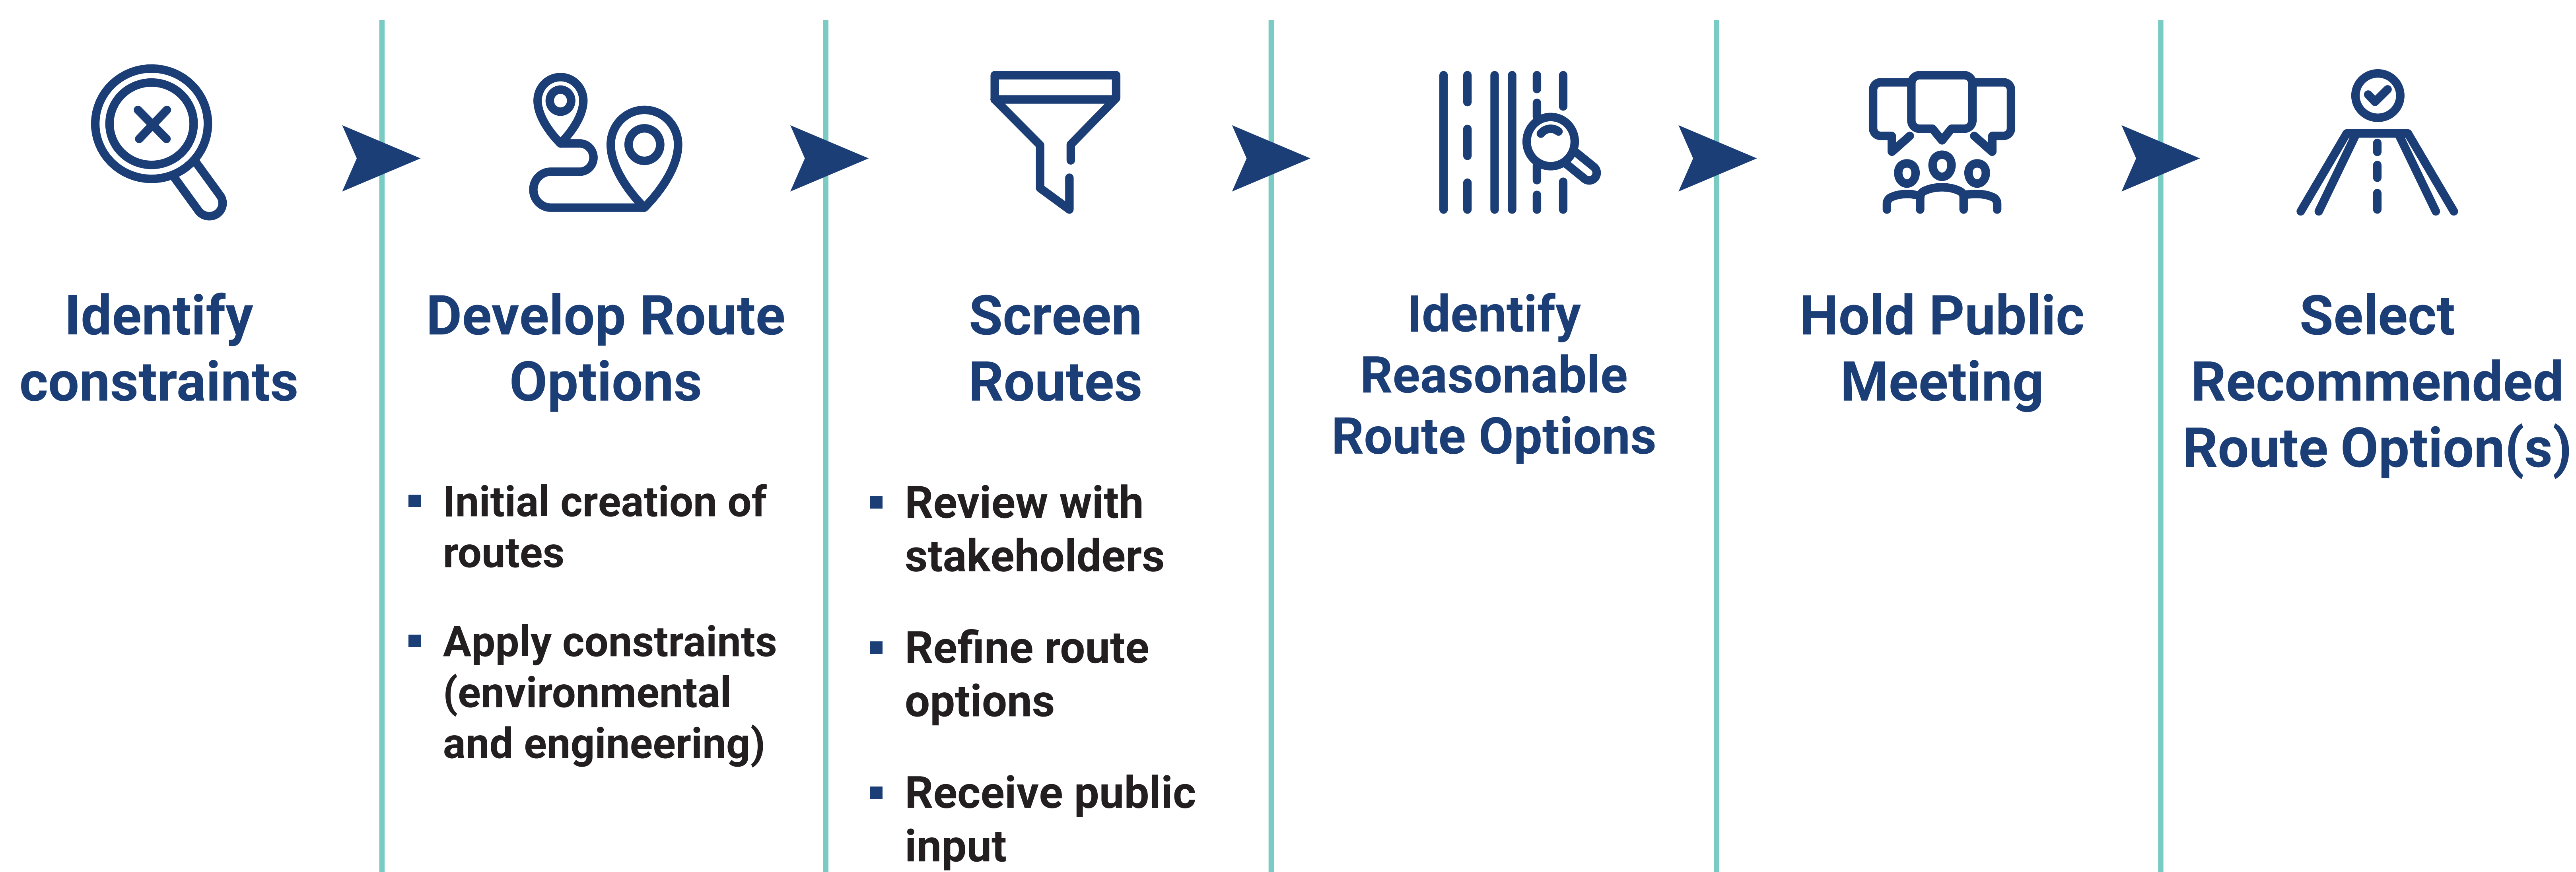 Identify
constraints
Develop Route
Options
▪ Initial creation of
routes
▪ Apply constraints
(environmental
and engineering)
Screen
Routes
▪ Review with
stakeholders
▪ Refine route
options
▪ Receive public
input
Identify
Reasonable
Route Options
Hold Public
Meeting
Select
Recommended
Route Option(s)